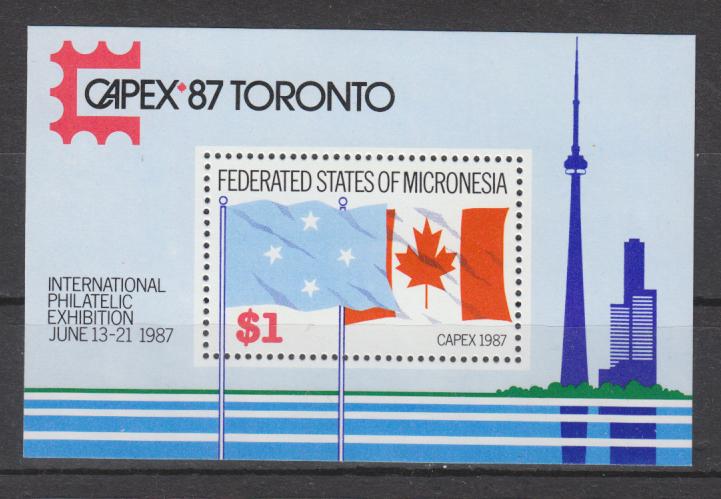 CAPEX '87 TORONTO
FEDERATED STATES OF MICRONESIA
INTERNATIONAL
PHILATELIC
EXHIBITION
JUNE 13-21 1987
$1
CAPEX 1987